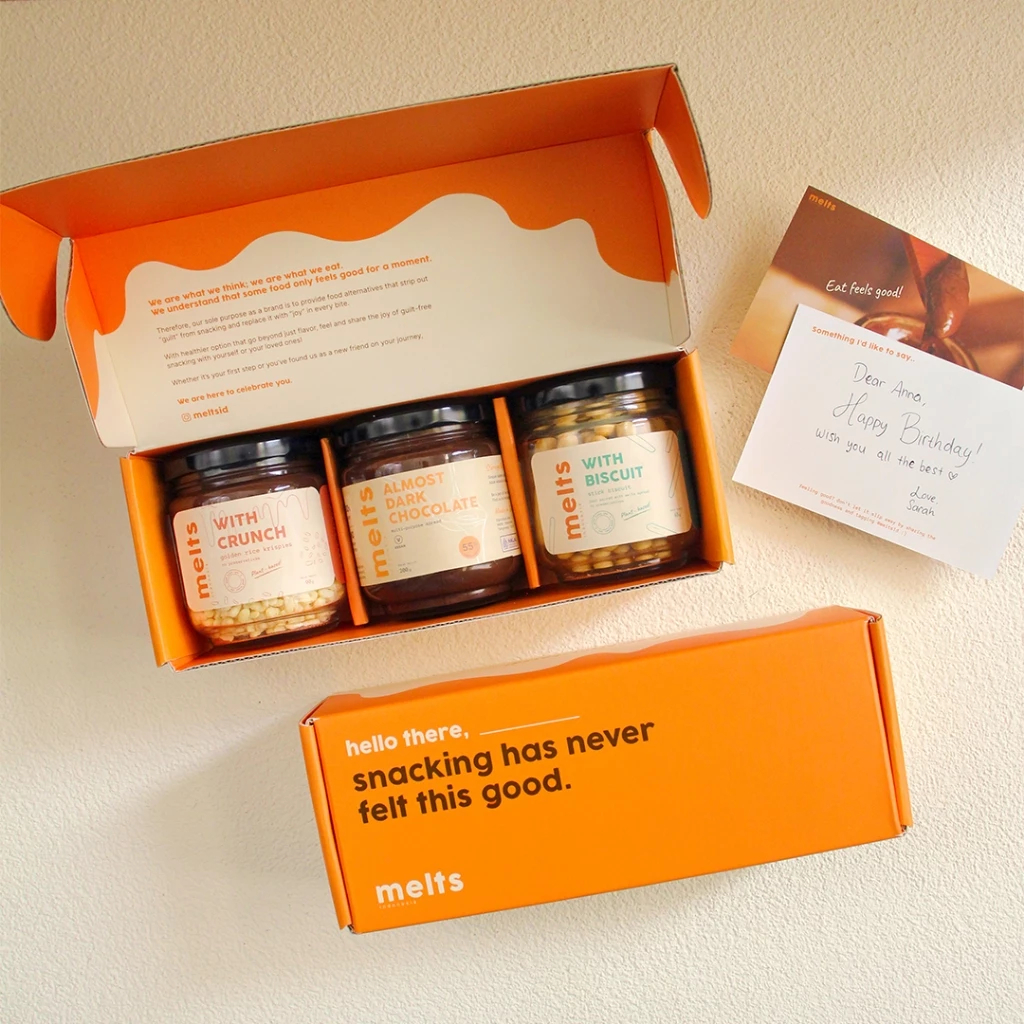 We are what we think; we are what we eat.
We understand that some food only feels good for a moment.
Therefore, our sole purpose as a brand is to provide food alternatives that strip out
"guilt" from snacking and replace it with "joy" in every bite.
With healthier option that go beyond just flavor, feel and share the joy of guilt-free
snacking with yourself or your loved ones!
Whether it's your first step or you've found us as a new friend on your journey,
We are here to celebrate you.
meltsid
melts
WITH
CRUNCH
golden rice krispies
Plant-based
melts
ALMOST
DARK
CHOCOLATE
55
melts
WITH
BISCUIT
Plant-based
melts
Eat feels good!
Something I'd like to say..
Dear Anna,
Happy Birthday!
Wish you all the best
Love,
Sarah
hello there,
snacking has never
felt this good.
melts